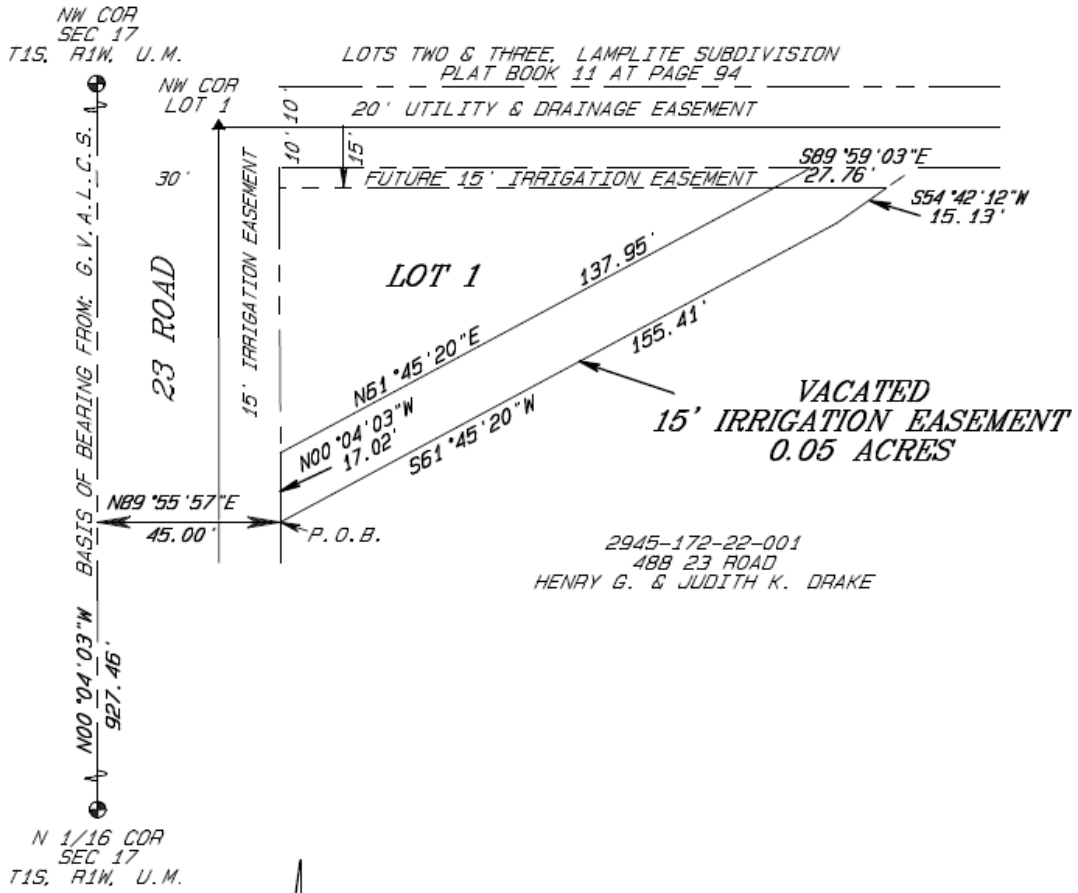 NW COR
SEC 17
T1S, R1W, U.M.
LOTS TWO & THREE, LAMPLITE SUBDIVISION
PLAT BOOK 11 AT PAGE 94
NW COR
LOT 1
20' UTILITY & DRAINAGE EASEMENT
10' 10'
15'
30'
FUTURE 15' IRRIGATION EASEMENT
S89°59'03"E
27.76'
S54°42'12"W
15.13'
BASIS OF BEARING FROM: G.V.A.L.C.S.
N00°04'03"W
927.46'
23 ROAD
15' IRRIGATION EASEMENT
LOT 1
137.95'
N61°45'20"E
155.41'
S61°45'20"W
N00°04'03"W
17.02'
VACATED
15' IRRIGATION EASEMENT
0.05 ACRES
N89°55'57"E
45.00'
P.O.B.
2945-172-22-001
488 23 ROAD
HENRY G. & JUDITH K. DRAKE
N 1/16 COR
SEC 17
T1S, R1W, U.M.